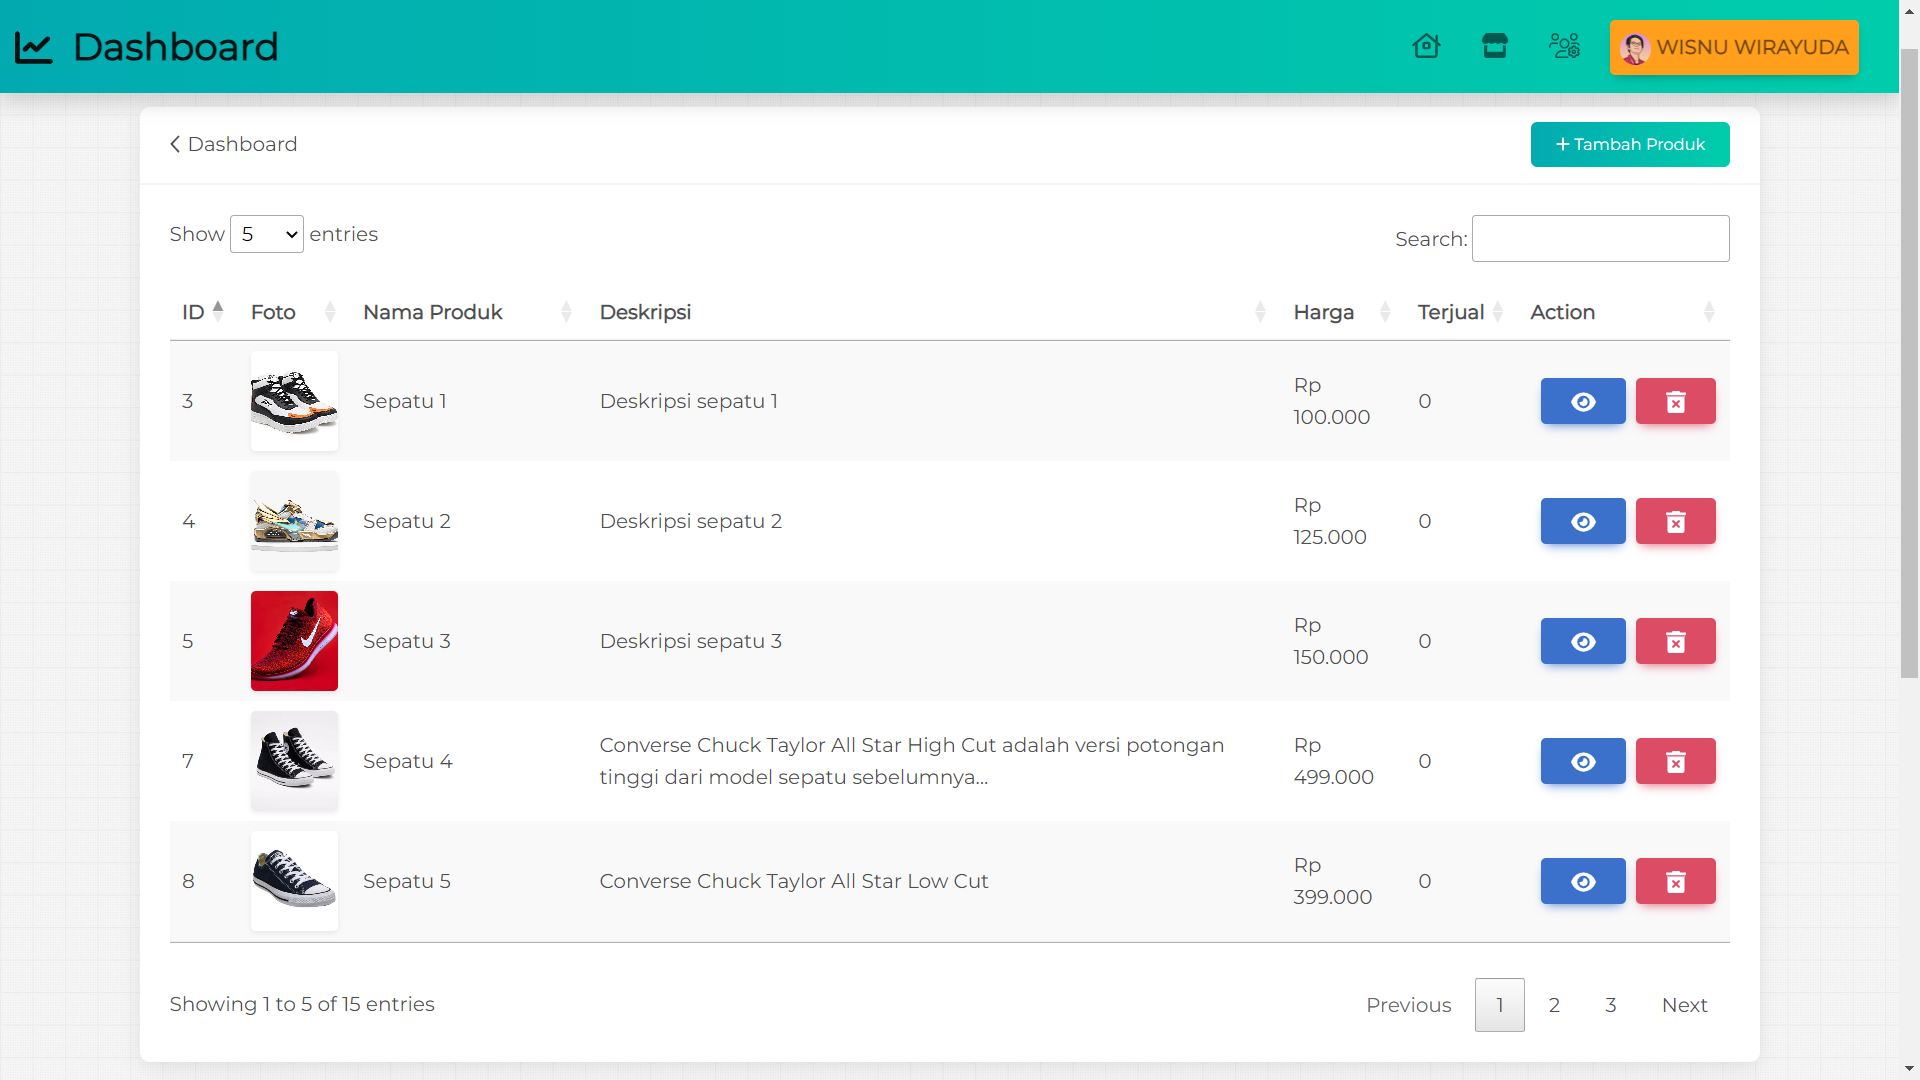 Dashboard
WISNU WIRAYUDA
Dashboard
+ Tambah Produk
Show 5 entries
Search:
ID Foto Nama Produk Deskripsi Harga Terjual Action
3 Sepatu 1 Deskripsi sepatu 1 Rp 0
100.000
4 Sepatu 2 Deskripsi sepatu 2 Rp 0
125.000
5 Sepatu 3 Deskripsi sepatu 3 Rp 0
150.000
7 Sepatu 4 Converse Chuck Taylor All Star High Cut adalah versi potongan Rp 0
tinggi dari model sepatu sebelumnya... 499.000
8 Sepatu 5 Converse Chuck Taylor All Star Low Cut Rp 0
399.000
Showing 1 to 5 of 15 entries
Previous 1 2 3 Next